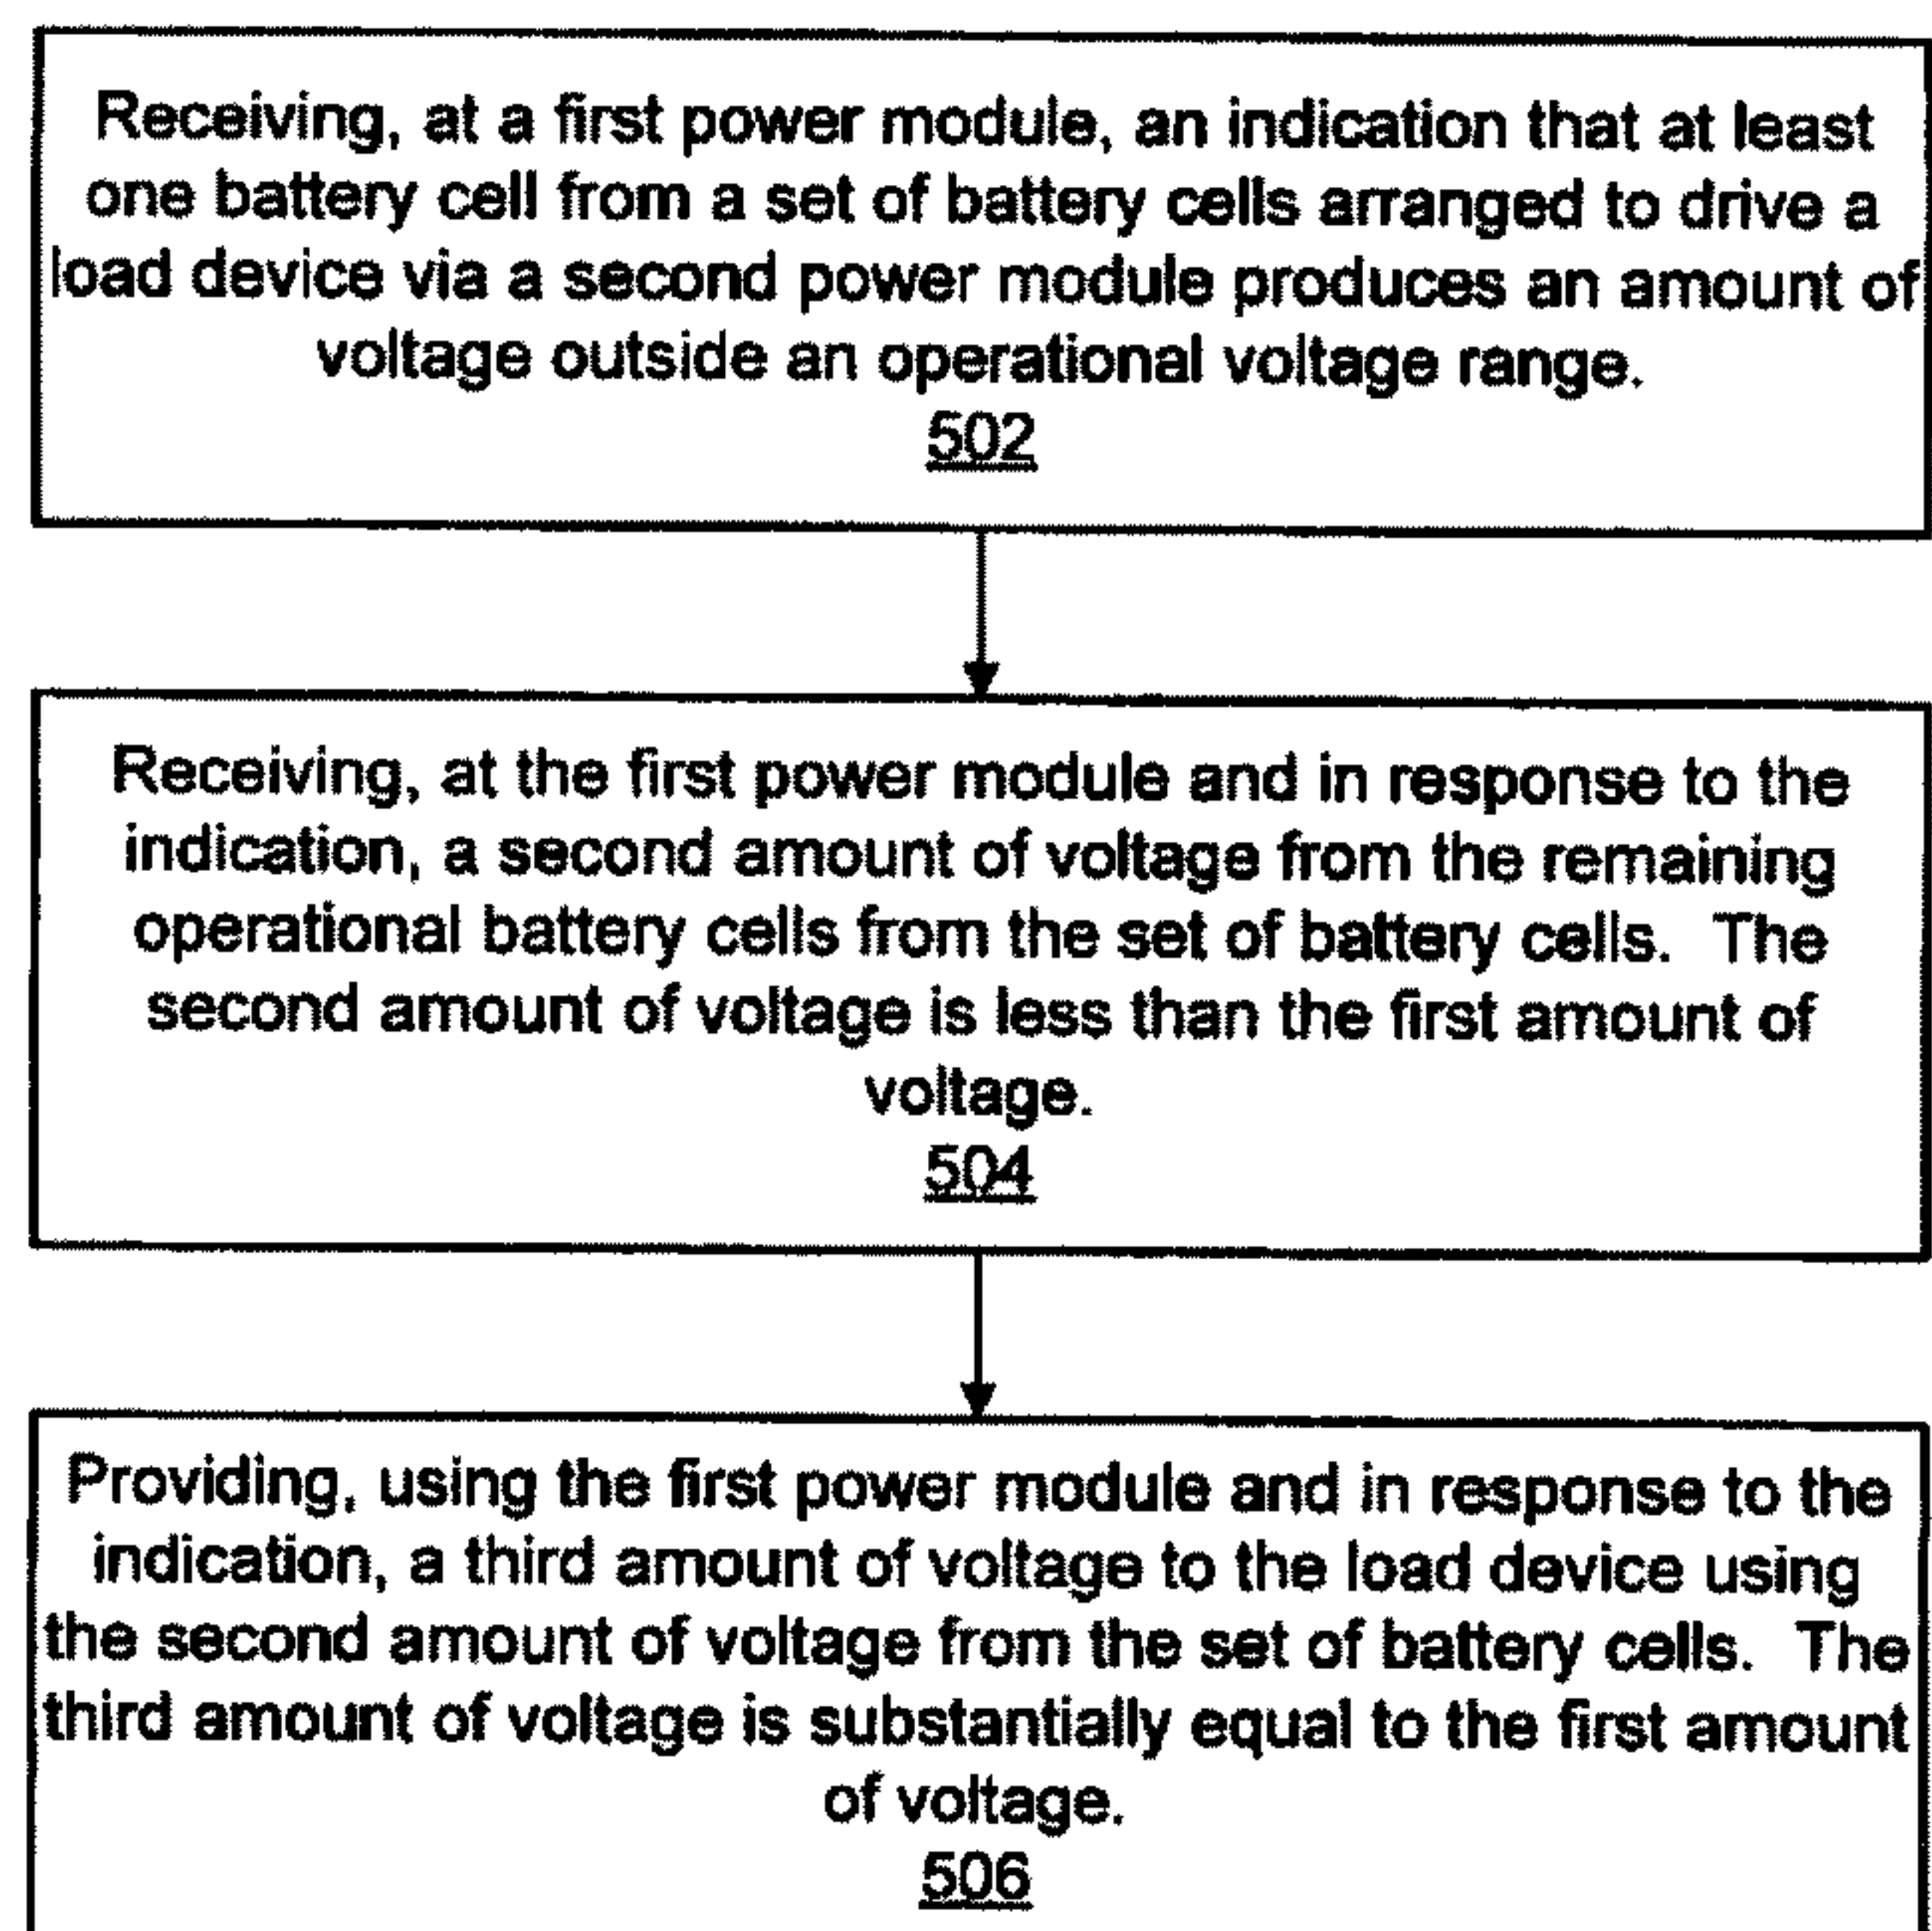 Receiving, at a first power module, an indication that at least
one battery cell from a set of battery cells arranged to drive a
load device via a second power module produces an amount of
voltage outside an operational voltage range.
502
Receiving, at the first power module and in response to the
indication, a second amount of voltage from the remaining
operational battery cells from the set of battery cells. The
second amount of voltage is less than the first amount of
voltage.
504
Providing, using the first power module and in response to the
indication, a third amount of voltage to the load device using
the second amount of voltage from the set of battery cells. The
third amount of voltage is substantially equal to the first amount
of voltage.
506